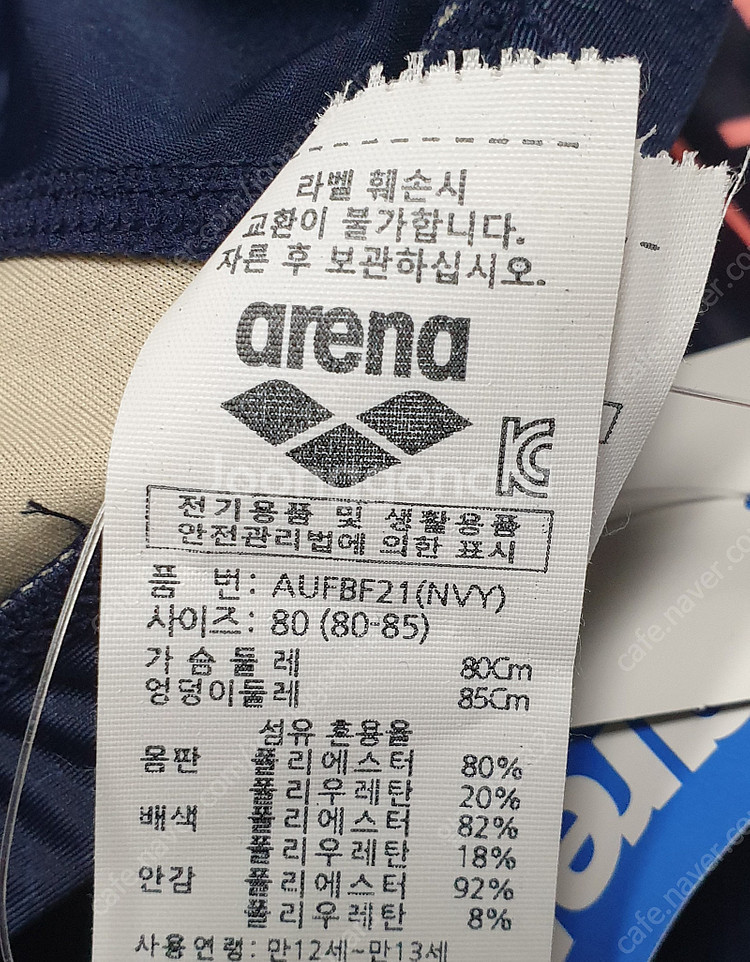 라벨 훼손시
교환이 불가합니다.
자른 후 보관하십시오.
arena
전기용품 및 생활용품
안전관리법에 의한 표시
품 번: AUFBF21(NVY)
사이즈: 80 (80-85)
가슴둘레 80Cm
엉덩이둘레 85Cm
섬유 혼용율
몸판 폴리에스터 80%
폴리우레탄 20%
배색 폴리에스터 82%
폴리우레탄 18%
안감 폴리에스터 92%
폴리우레탄 8%
사용연령: 만12세~만13세
cafe.naver.com